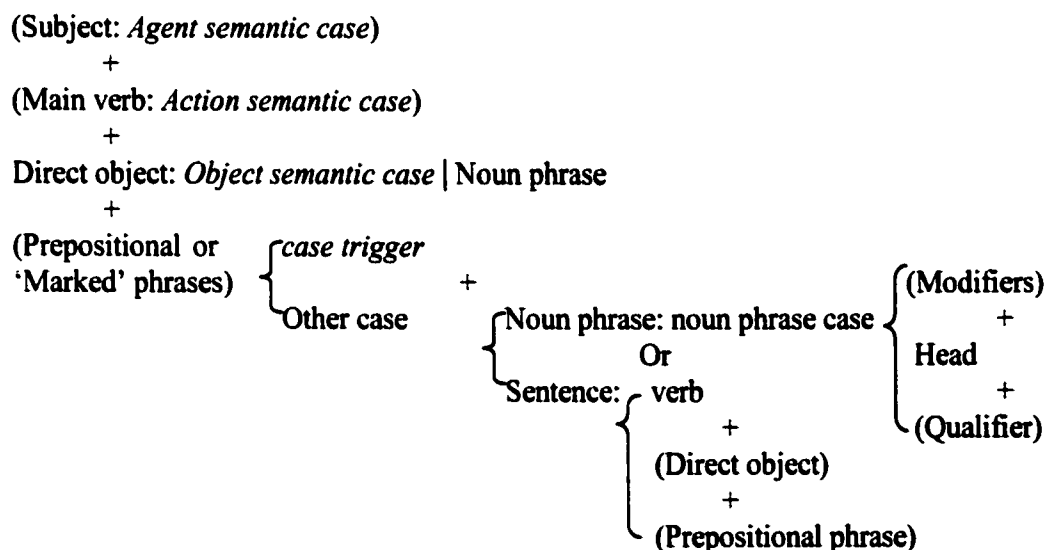 (Subject: Agent semantic case)
+
(Main verb: Action semantic case)
+
Direct object: Object semantic case | Noun phrase
+
(Prepositional or
'Marked' phrases)
case trigger
+
Other case
Noun phrase: noun phrase case
Or
Sentence: verb
+
(Direct object)
+
(Prepositional phrase)
(Modifiers)
+
Head
+
(Qualifier)